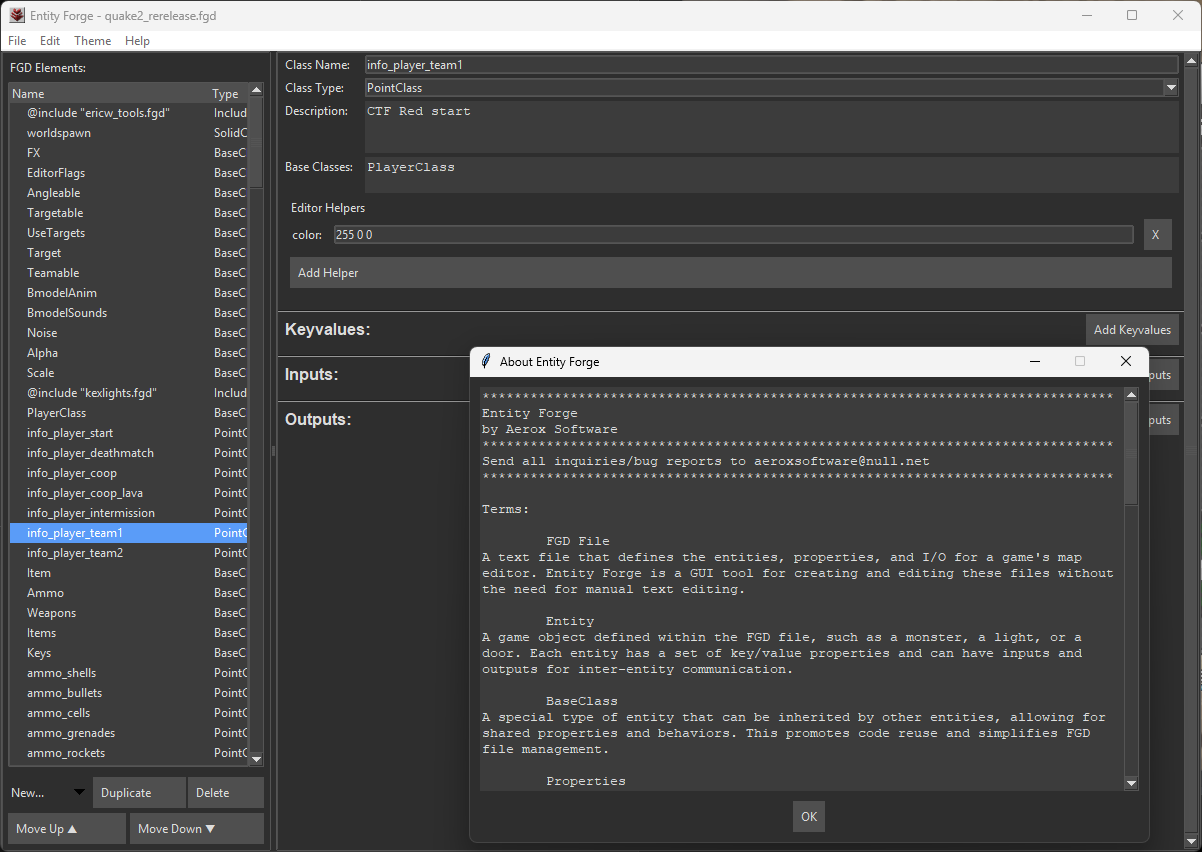 Entity Forge - quake2_rerelease.fgd
File Edit Theme Help
FGD Elements:
Name Type
@include "ericw_tools.fgd" Includ
worldspawn SolidC
FX BaseC
EditorFlags BaseC
Angleable BaseC
Targetable BaseC
UseTargets BaseC
Target BaseC
Teamable BaseC
BmodelAnim BaseC
BmodelSounds BaseC
Noise BaseC
Alpha BaseC
Scale BaseC
@include "kexlights.fgd" Includ
PlayerClass BaseC
info_player_start PointC
info_player_deathmatch PointC
info_player_coop PointC
info_player_coop_lava PointC
info_player_intermission PointC
info_player_team1 PointC
info_player_team2 PointC
Item BaseC
Ammo BaseC
Weapons BaseC
Items BaseC
Keys BaseC
ammo_shells PointC
ammo_bullets PointC
ammo_cells PointC
ammo_grenades PointC
ammo_rockets PointC
New... Duplicate Delete
Move Up ▲ Move Down ▼
Class Name: info_player_team1
Class Type: PointClass
Description: CTF Red start
Base Classes: PlayerClass
Editor Helpers
color: 255 0 0 X
Add Helper
Keyvalues: Add Keyvalues
Inputs: puts
Outputs: puts
About Entity Forge
*******************************************************************************
Entity Forge
by Aerox Software
*******************************************************************************
Send all inquiries/bug reports to aeroxsoftware@null.net
*******************************************************************************
Terms:
FGD File
A text file that defines the entities, properties, and I/O for a game's map
editor. Entity Forge is a GUI tool for creating and editing these files without
the need for manual text editing.
Entity
A game object defined within the FGD file, such as a monster, a light, or a
door. Each entity has a set of key/value properties and can have inputs and
outputs for inter-entity communication.
BaseClass
A special type of entity that can be inherited by other entities, allowing for
shared properties and behaviors. This promotes code reuse and simplifies FGD
file management.
Properties
OK